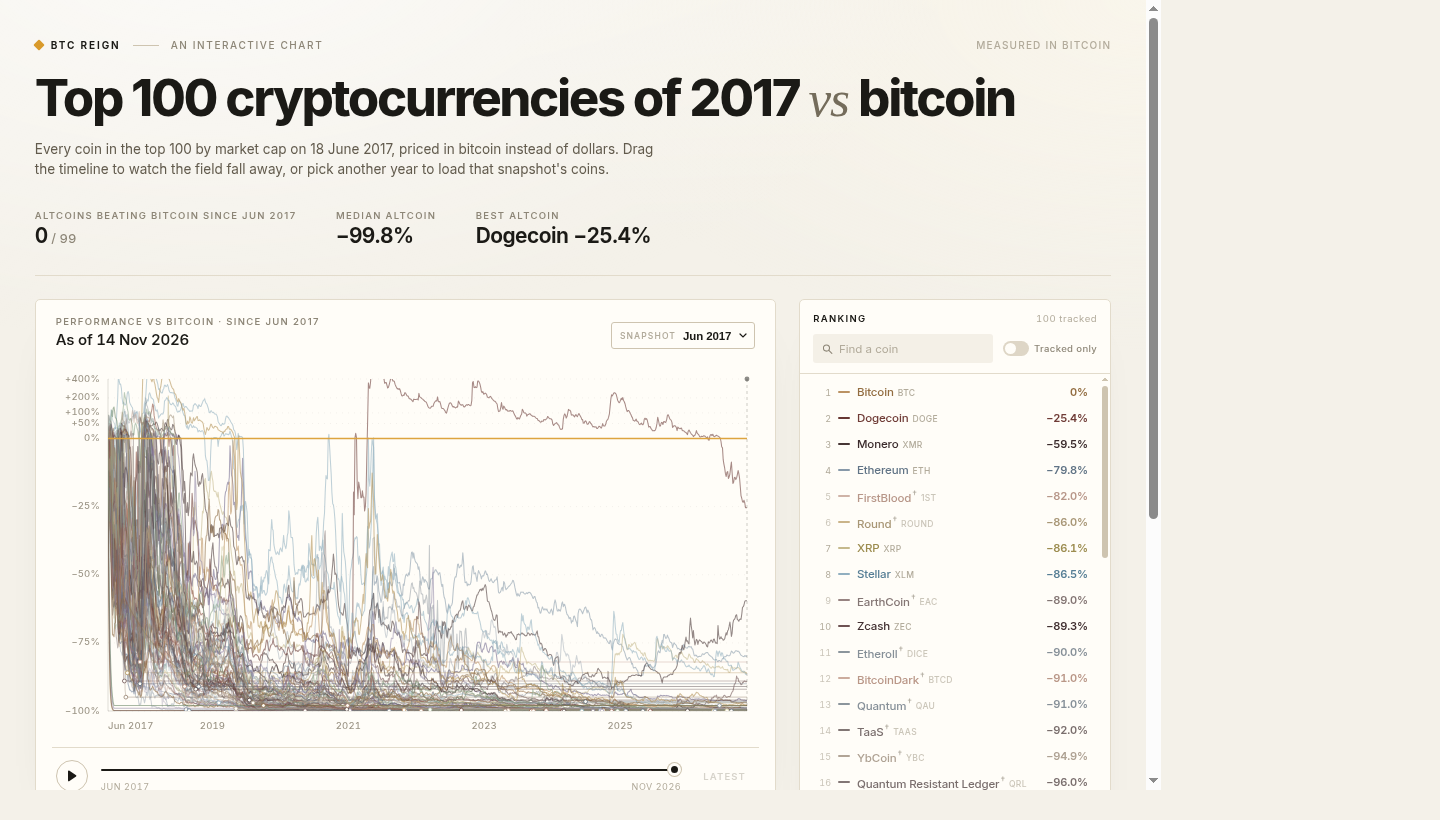 BTC REIGN AN INTERACTIVE CHART MEASURED IN BITCOIN
Top 100 cryptocurrencies of 2017 vs bitcoin
Every coin in the top 100 by market cap on 18 June 2017, priced in bitcoin instead of dollars. Drag
the timeline to watch the field fall away, or pick another year to load that snapshot's coins.
ALTCOINS BEATING BITCOIN SINCE JUN 2017
0 / 99
MEDIAN ALTCOIN
−99.8%
BEST ALTCOIN
Dogecoin −25.4%
PERFORMANCE VS BITCOIN · SINCE JUN 2017
As of 14 Nov 2026
SNAPSHOT Jun 2017
+400%
+200%
+100%
+50%
0%
−25%
−50%
−75%
−100%
Jun 2017 2019 2021 2023 2025
JUN 2017 NOV 2026
LATEST
RANKING 100 tracked
Find a coin Tracked only
1 Bitcoin BTC 0%
2 Dogecoin DOGE −25.4%
3 Monero XMR −59.5%
4 Ethereum ETH −79.8%
5 FirstBlood† 1ST −82.0%
6 Round† ROUND −86.0%
7 XRP XRP −86.1%
8 Stellar XLM −86.5%
9 EarthCoin† EAC −89.0%
10 Zcash ZEC −89.3%
11 Etheroll† DICE −90.0%
12 BitcoinDark† BTCD −91.0%
13 Quantum† QAU −91.0%
14 TaaS† TAAS −92.0%
15 YbCoin† YBC −94.9%
16 Quantum Resistant Ledger† QRL −96.0%